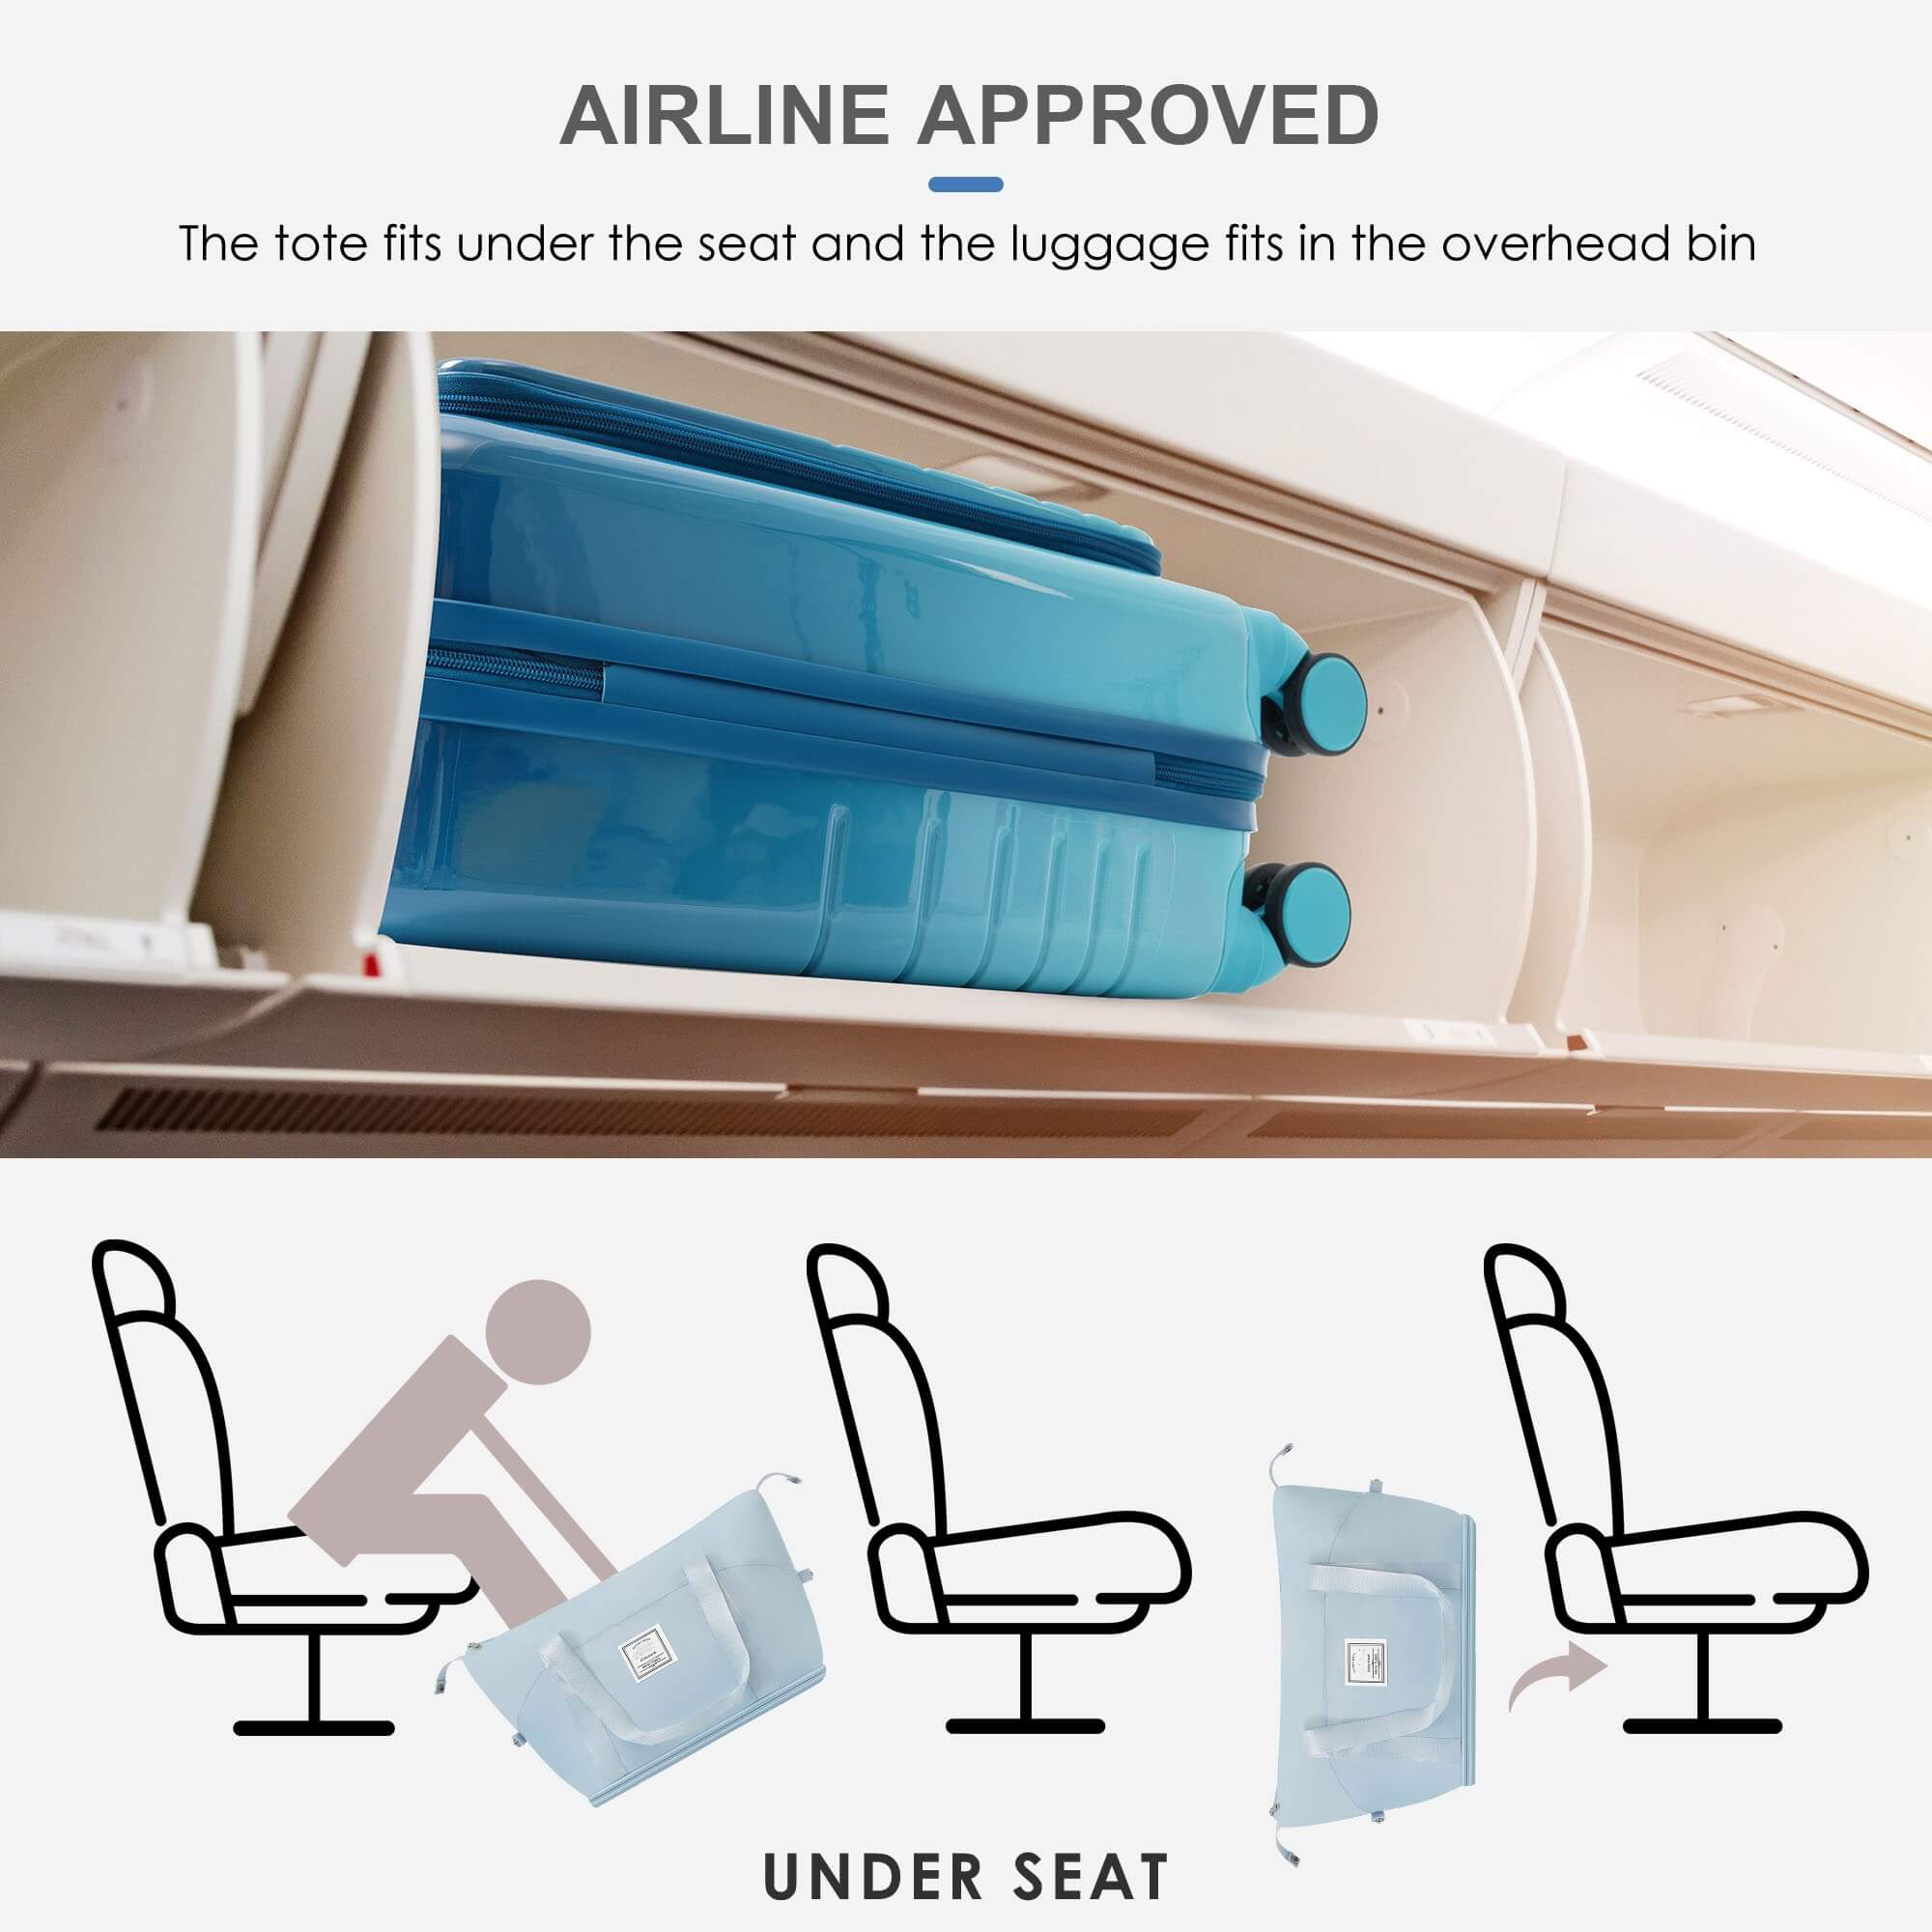 AIRLINE APPROVED
The tote fits under the seat and the luggage fits in the overhead bin
UNDER SEAT